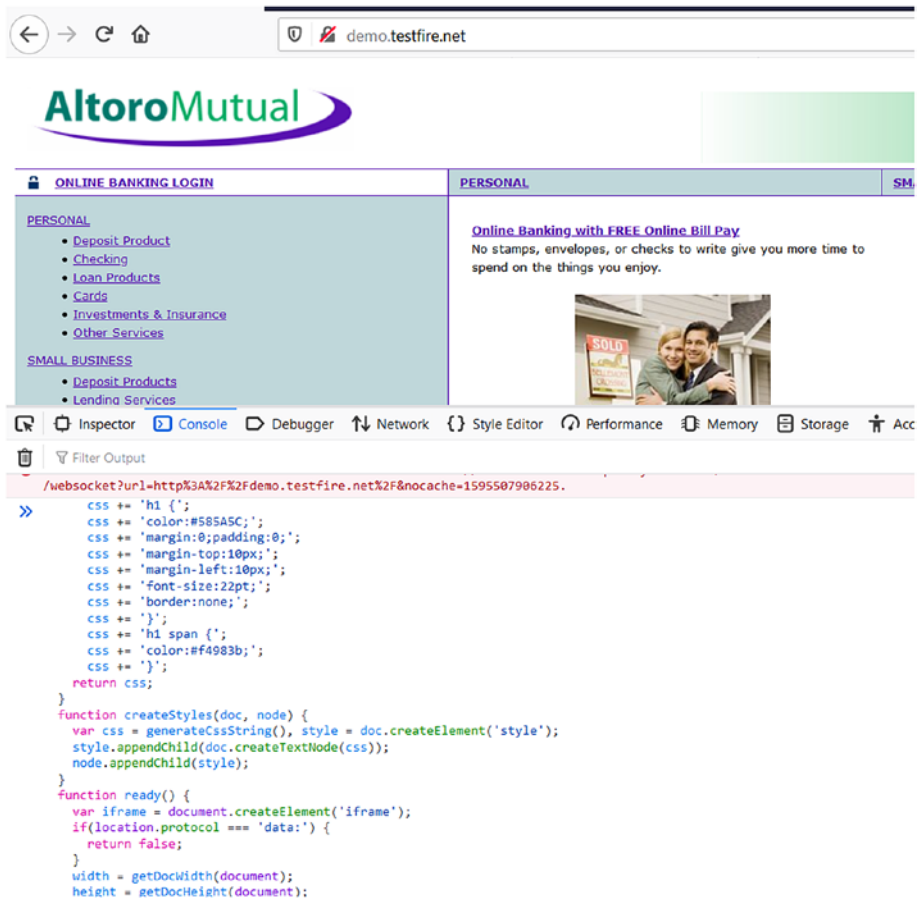 demo.testfire.net
AltoroMutual
ONLINE BANKING LOGIN
PERSONAL
PERSONAL
• Deposit Product
• Checking
• Loan Products
• Cards
• Investments & Insurance
• Other Services
SMALL BUSINESS
• Deposit Products
• Lending Services
Online Banking with FREE Online Bill Pay
No stamps, envelopes, or checks to write give you more time to
spend on the things you enjoy.
SOLD
Inspector Console Debugger Network {} Style Editor Performance Memory Storage
Filter Output
/websocket?url=http%3A%2F%2Fdemo.testfire.net%2F&nocache=1595507906225.
css += 'h1 {';
css += 'color:#585A5C;';
css += 'margin:0;padding:0;';
css += 'margin-top:10px;';
css += 'margin-left:10px;';
css += 'font-size:22pt;';
css += 'border:none;';
css += '}';
css += 'h1 span {';
css += 'color:#f4983b;';
css += '}';
return css;
}
function createStyles(doc, node) {
var css = generateCssString(), style = doc.createElement('style');
style.appendChild(doc.createTextNode(css));
node.appendChild(style);
}
function ready() {
var iframe = document.createElement('iframe');
if(location.protocol === 'data:') {
return false;
}
width = getDocWidth(document);
height = getDocHeight(document);